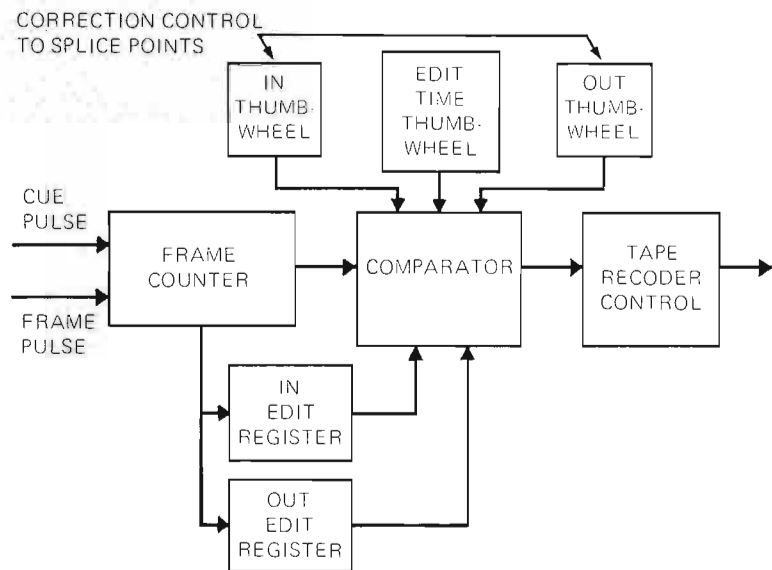 CORRECTION CONTROL
TO SPLICE POINTS
IN
THUMB-
WHEEL
EDIT
TIME
THUMB-
WHEEL
OUT
THUMB-
WHEEL
CUE
PULSE
FRAME
PULSE
FRAME
COUNTER
COMPARATOR
TAPE
RECODER
CONTROL
IN
EDIT
REGISTER
OUT
EDIT
REGISTER